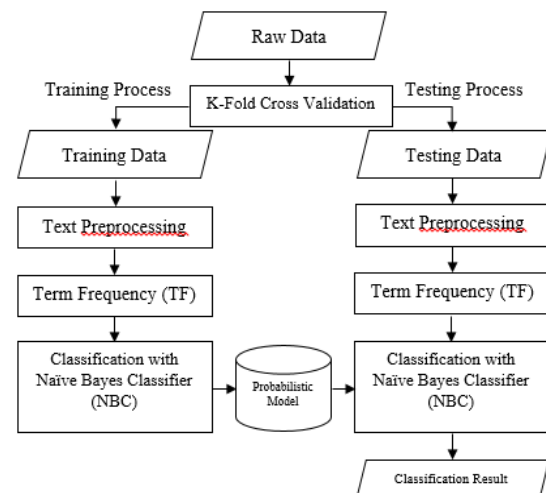 Raw Data
Training Process
K-Fold Cross Validation
Testing Process
Training Data
Testing Data
Text Preprocessing
Text Preprocessing
Term Frequency (TF)
Term Frequency (TF)
Classification with
Naïve Bayes Classifier
(NBC)
Probabilistic
Model
Classification with
Naïve Bayes Classifier
(NBC)
Classification Result